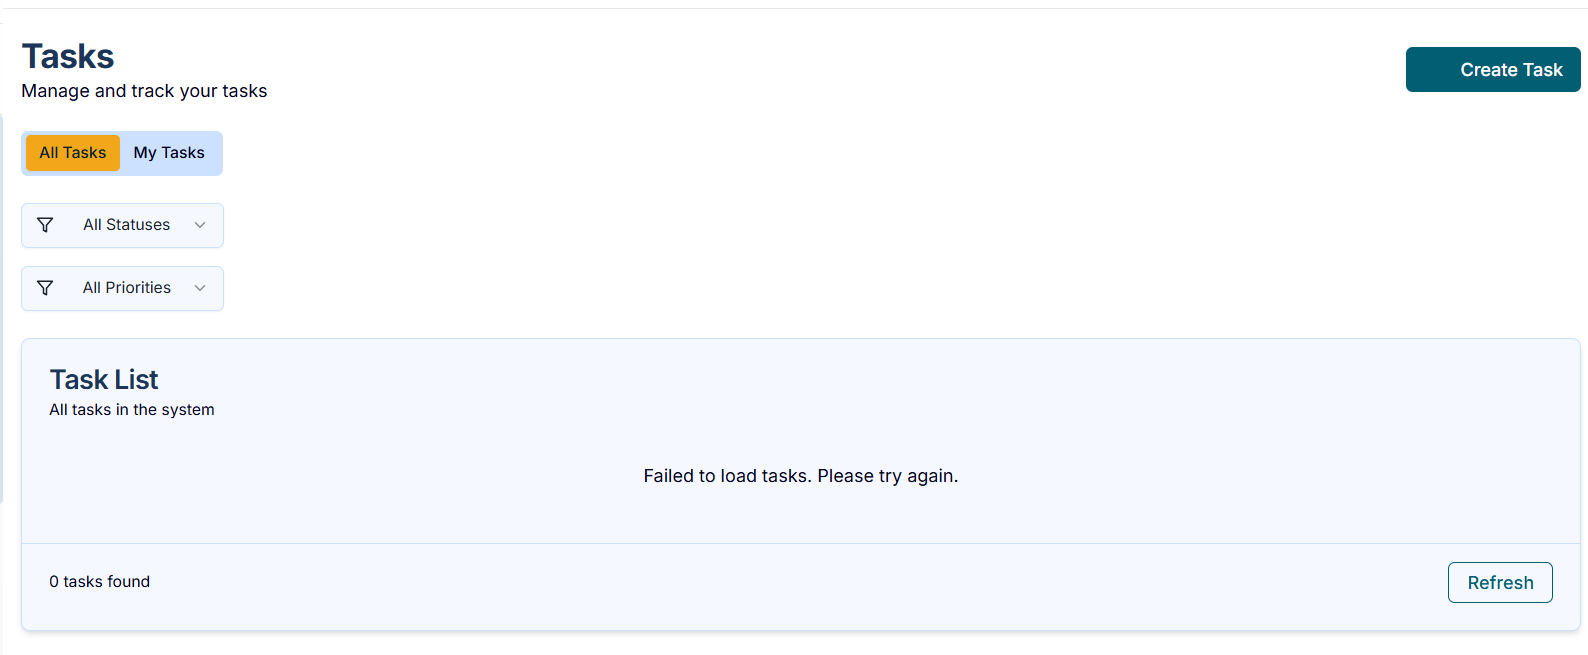 Tasks
Manage and track your tasks
Create Task
All Tasks
My Tasks
All Statuses
All Priorities
Task List
All tasks in the system
Failed to load tasks. Please try again.
0 tasks found
Refresh